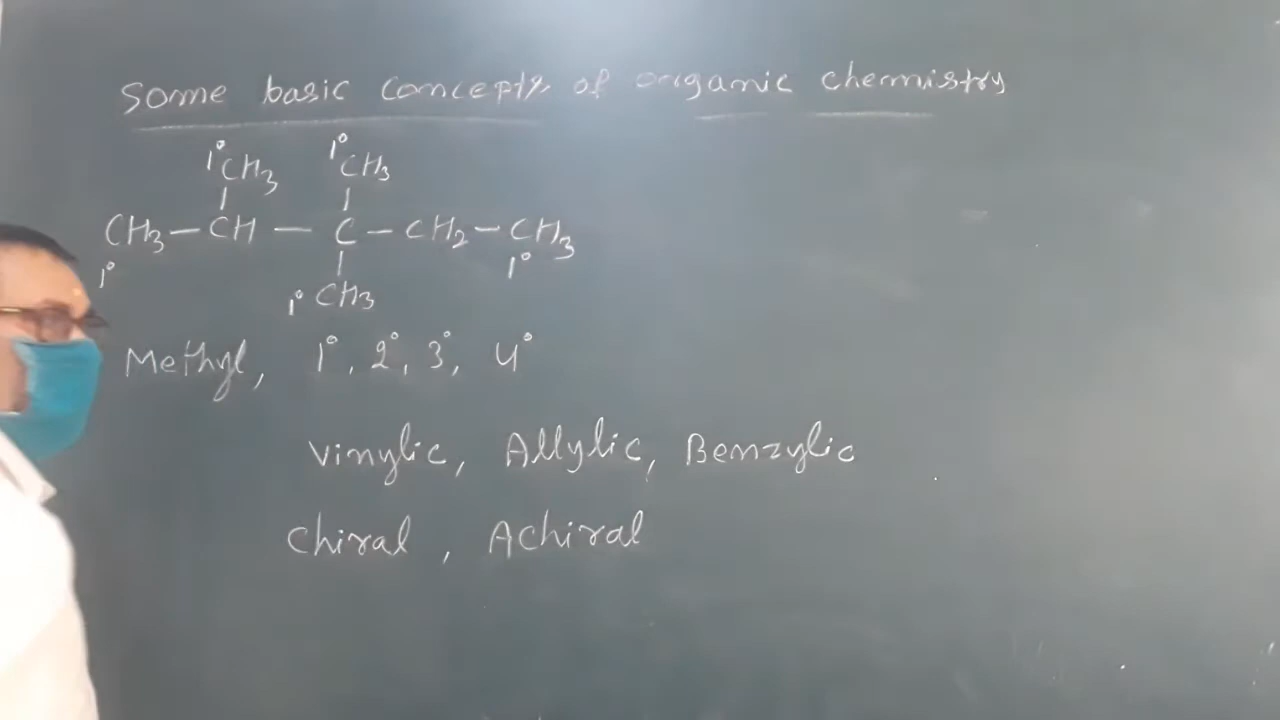 Some basic concepts of organic chemistry
1° CH3 1° CH3
CH3 — CH — C — CH2 — CH3
1° 1°
1° CH3
Methyl, 1°, 2°, 3°, 4°
Vinylic, Allylic, Benzylic
Chiral, Achiral